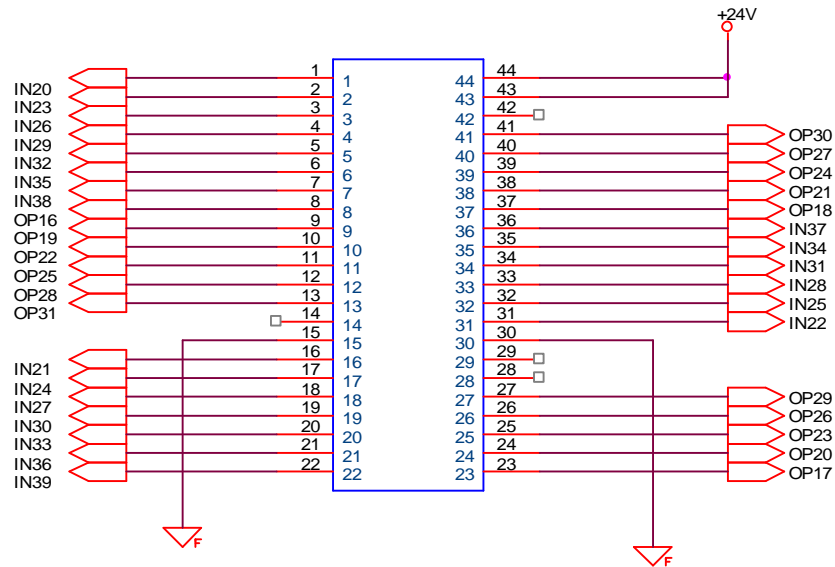 +24V
1 1 44 44
IN20 2 2 43 43
IN23 3 3 42 42
IN26 4 4 41 41 OP30
IN29 5 5 40 40 OP27
IN32 6 6 39 39 OP24
IN35 7 7 38 38 OP21
IN38 8 8 37 37 OP18
OP16 9 9 36 36 IN37
OP19 10 10 35 35 IN34
OP22 11 11 34 34 IN31
OP25 12 12 33 33 IN28
OP28 13 13 32 32 IN25
OP31 14 14 31 31 IN22
15 15 30 30
16 16 29 29
IN21 17 17 28 28
IN24 18 18 27 27 OP29
IN27 19 19 26 26 OP26
IN30 20 20 25 25 OP23
IN33 21 21 24 24 OP20
IN36 22 22 23 23 OP17
IN39
F
F